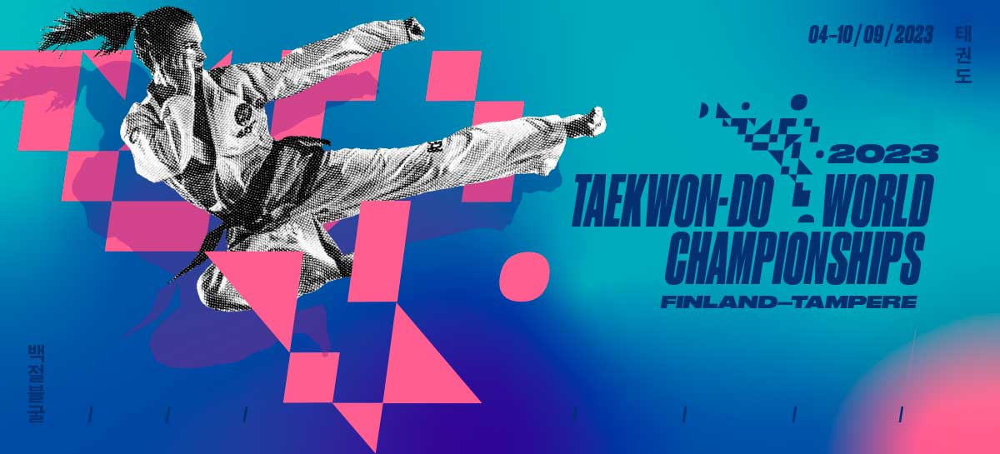 04–10/09/2023
태권도
2023
TAEKWON-DO WORLD
CHAMPIONSHIPS
FINLAND—TAMPERE
백절불굴